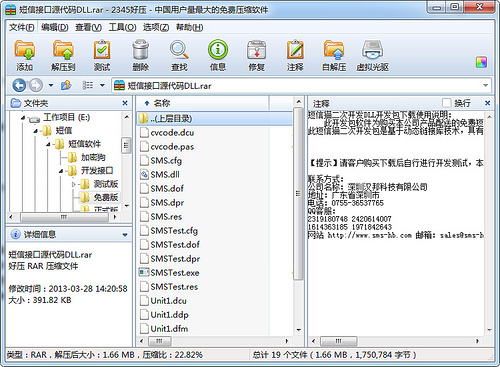 短信接口源代码DLL.rar - 2345好压 - 中国用户量最大的免费压缩软件
文件(F) 编辑(D) 查看(V) 工具(O) 选项(Z) 帮助(H)
添加 解压到 测试 删除 查找 信息 修复 注释 自解压 虚拟光驱
短信接口源代码DLL.rar
文件夹
工作项目 (E:)
短信
短信软件
加密狗
开发接口
测试版
免费版
正式版
详细信息
短信接口源代码DLL.rar
好压 RAR 压缩文件
修改时间：2013-03-28 14:20:58
大小：391.82 KB
名称
..(上层目录)
cvcode.dcu
cvcode.pas
SMS.cfg
SMS.dll
SMS.dof
SMS.dpr
SMS.res
SMSTest.cfg
SMSTest.dof
SMSTest.dpr
SMSTest.exe
SMSTest.res
Unit1.dcu
Unit1.ddp
Unit1.dfm
注释 换行
短信猫二次开发DLL开发包下载使用说明:
此开发包软件为购买本公司产品配送的免费短
此短信猫二次开发包是基于动态链接库技术，具有
【提示】请客户购买下载后自行进行开发测试，本
联系方式:
公司名称: 深圳汉邦科技有限公司
地址: 广东省深圳市
电话: 0755-36537765
QQ客服:
2319180748 2420614007
1614363185 1971842643
网站 http://www.sms-hb.com 邮箱: sales@sms-h
类型：RAR，解压后大小：1.66 MB，压缩比：22.82%
总计 19 个文件 ( 1.66 MB，1,750,784 字节 )